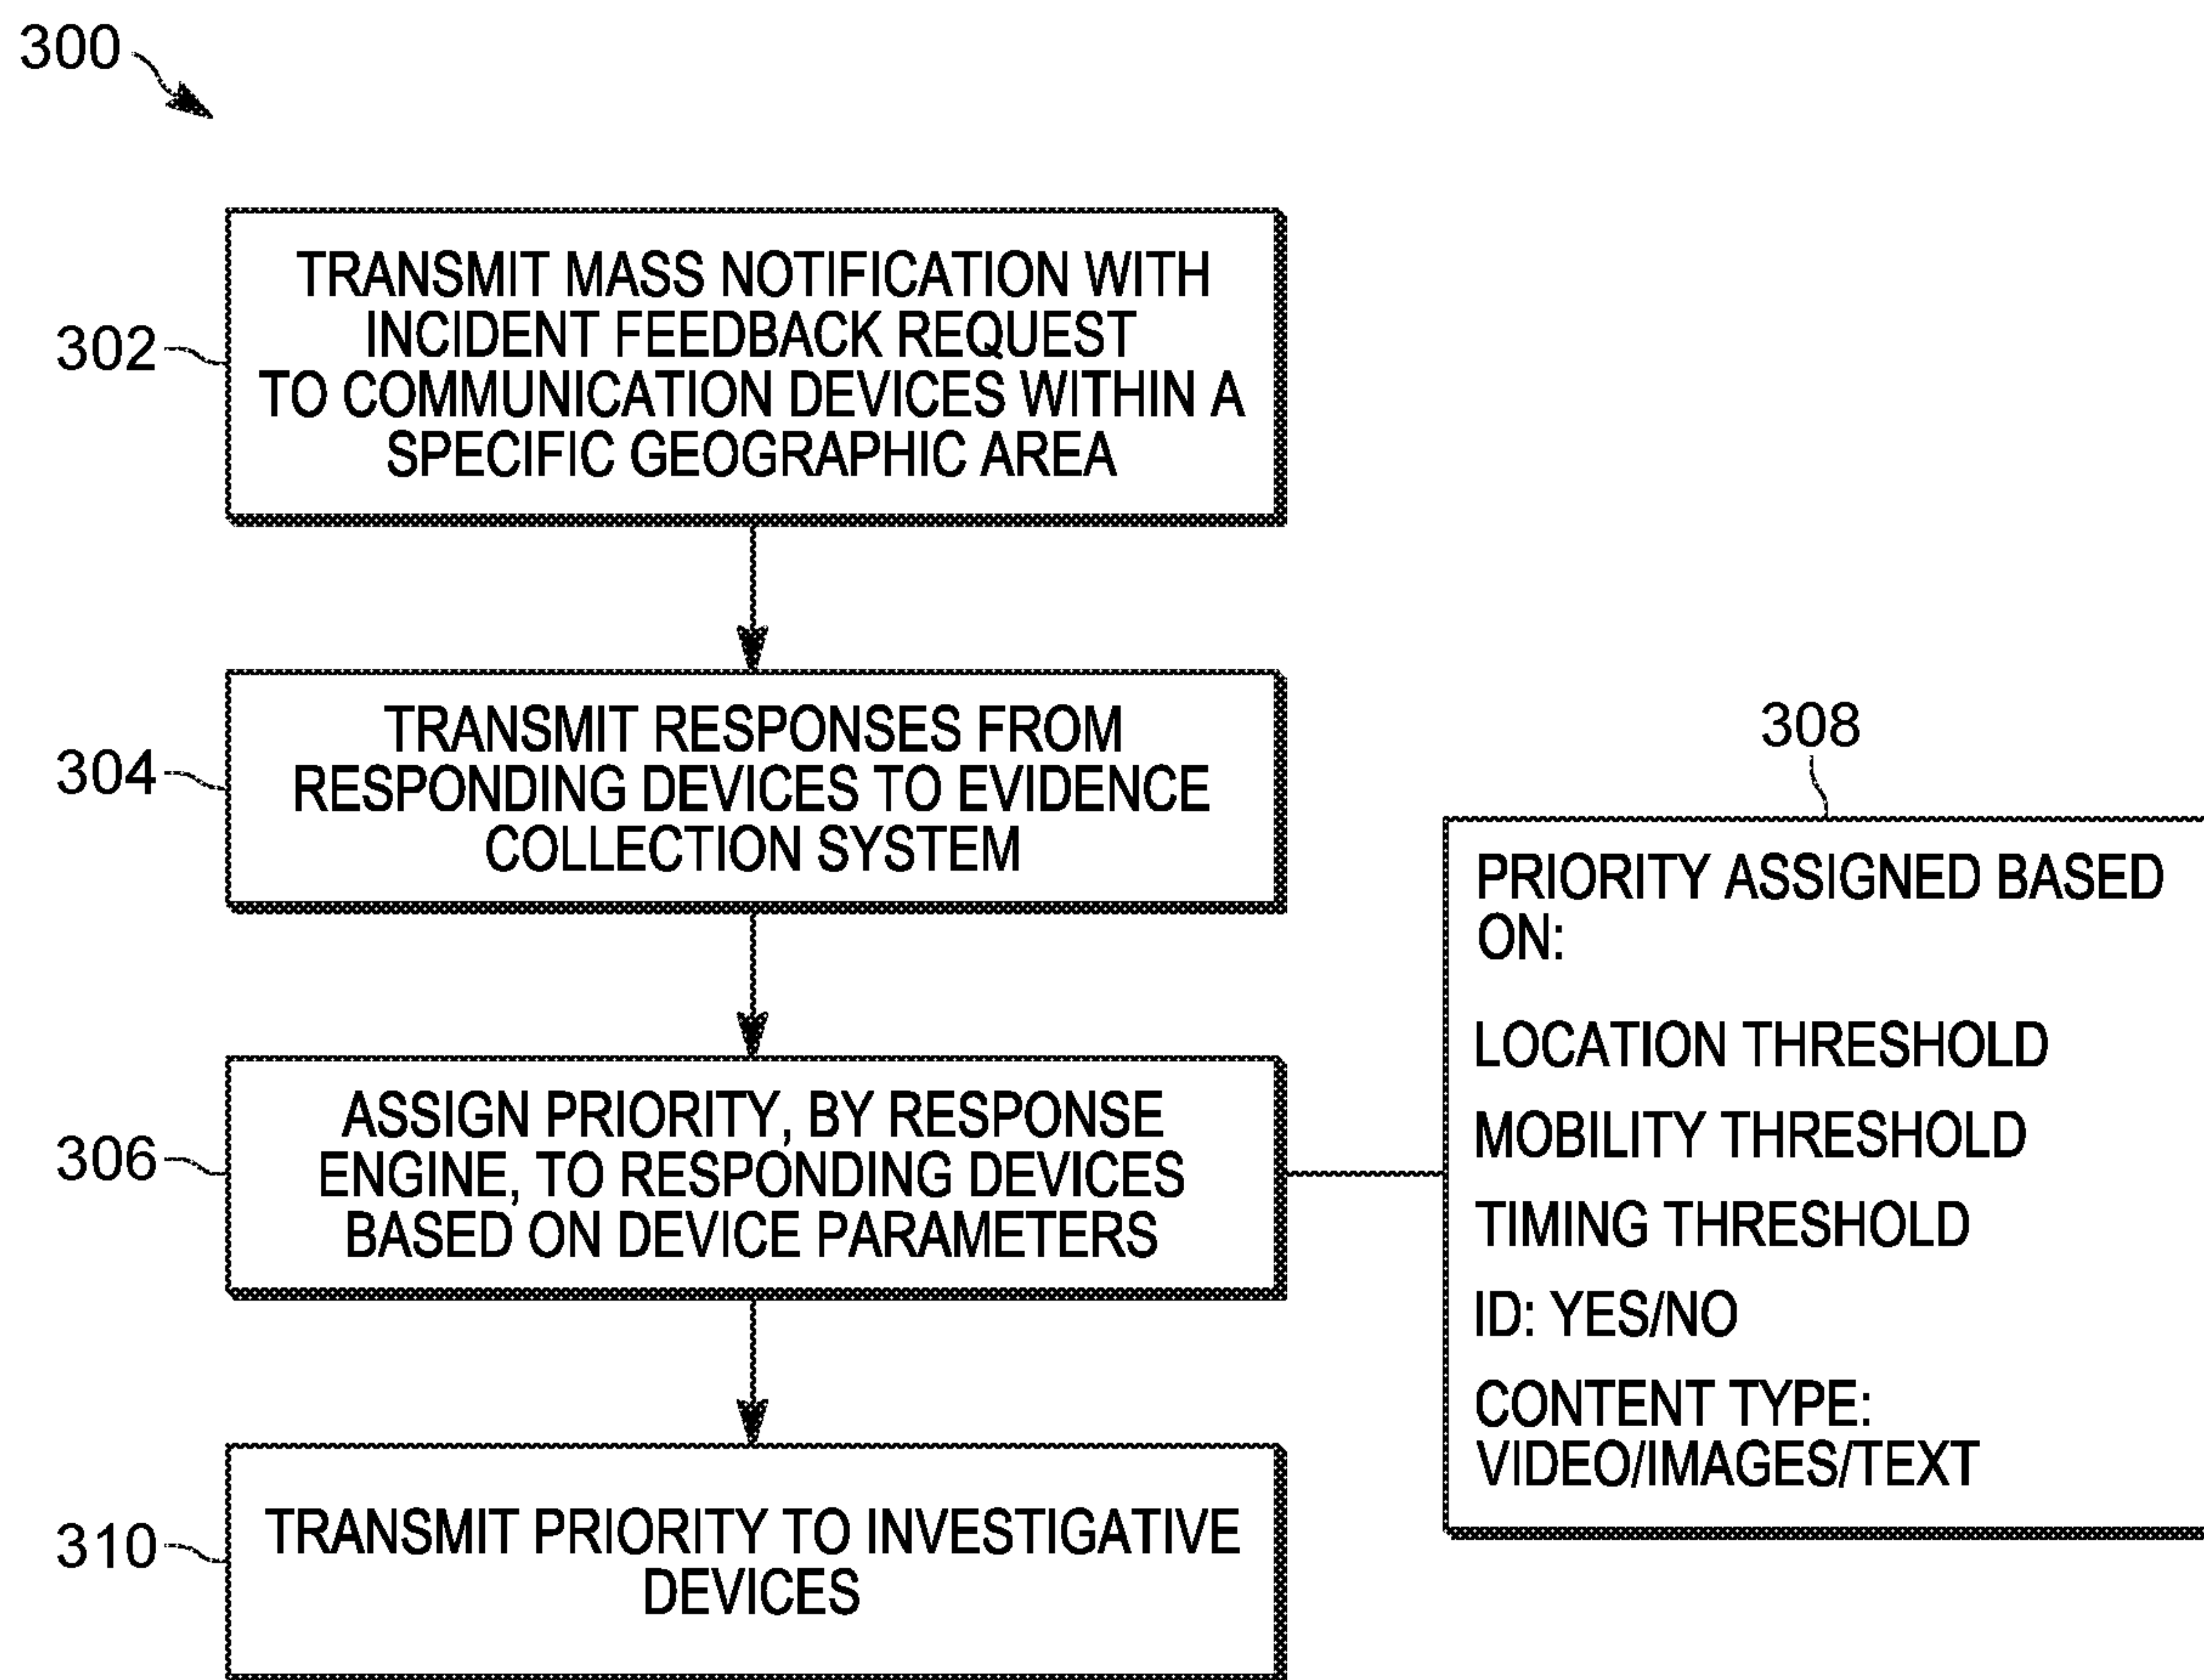 300
302
TRANSMIT MASS NOTIFICATION WITH
INCIDENT FEEDBACK REQUEST
TO COMMUNICATION DEVICES WITHIN A
SPECIFIC GEOGRAPHIC AREA
304
TRANSMIT RESPONSES FROM
RESPONDING DEVICES TO EVIDENCE
COLLECTION SYSTEM
306
ASSIGN PRIORITY, BY RESPONSE
ENGINE, TO RESPONDING DEVICES
BASED ON DEVICE PARAMETERS
308
PRIORITY ASSIGNED BASED
ON:
LOCATION THRESHOLD
MOBILITY THRESHOLD
TIMING THRESHOLD
ID: YES/NO
CONTENT TYPE:
VIDEO/IMAGES/TEXT
310
TRANSMIT PRIORITY TO INVESTIGATIVE
DEVICES